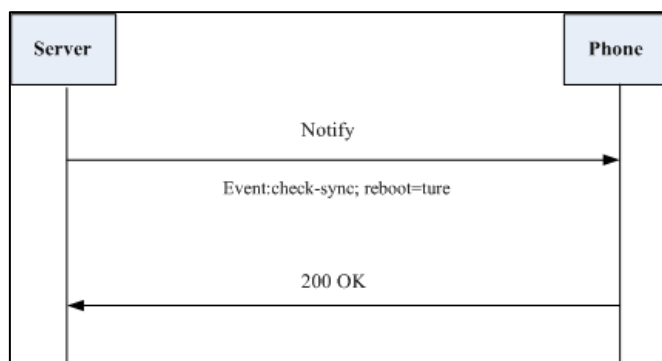 Server
Phone
Notify
Event:check-sync; reboot=ture
200 OK